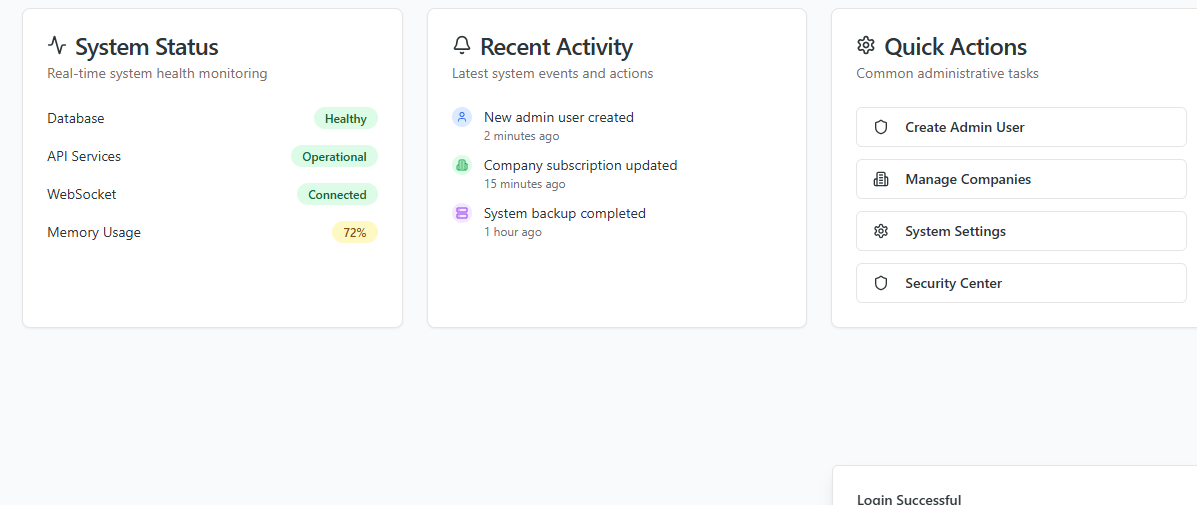 System Status
Real-time system health monitoring
Database
Healthy
API Services
Operational
WebSocket
Connected
Memory Usage
72%
Recent Activity
Latest system events and actions
New admin user created
2 minutes ago
Company subscription updated
15 minutes ago
System backup completed
1 hour ago
Quick Actions
Common administrative tasks
Create Admin User
Manage Companies
System Settings
Security Center
Login Successful